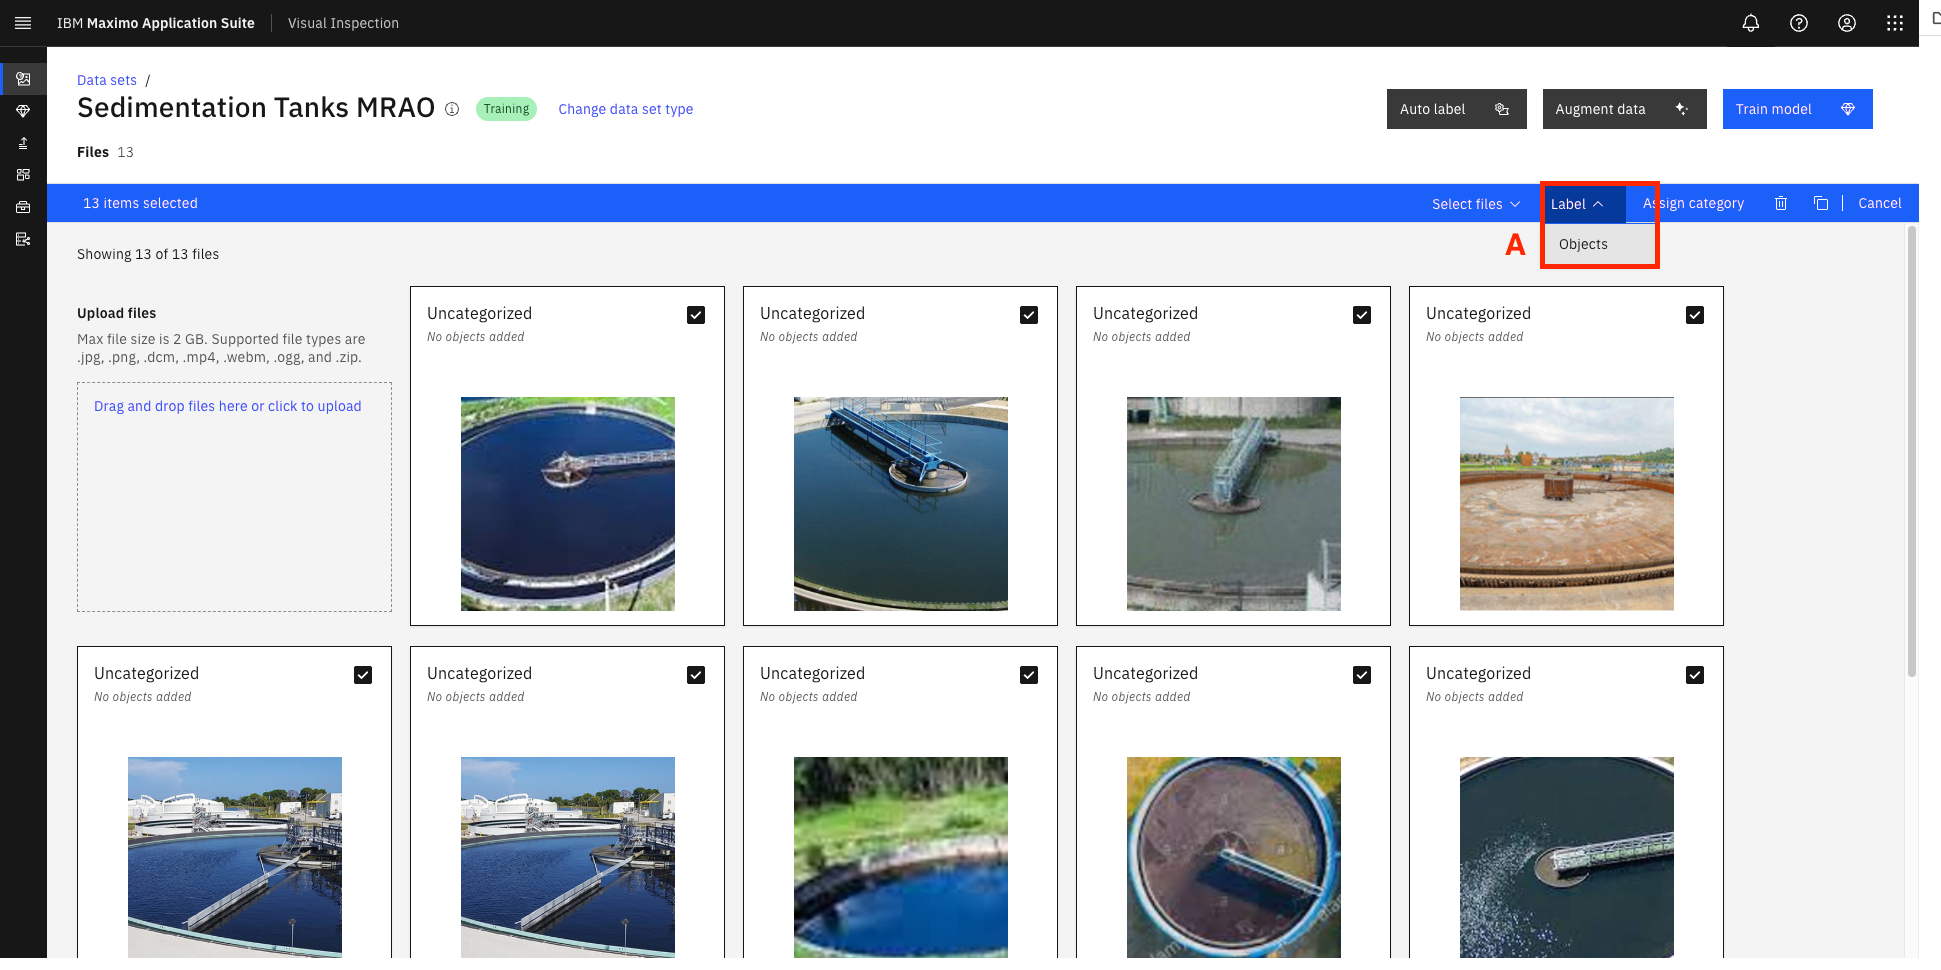 IBM Maximo Application Suite
Visual Inspection
Data sets /
Sedimentation Tanks MRAO
Training
Change data set type
Auto label
Augment data
Train model
Files 13
13 items selected
Select files
Label
Assign category
Cancel
A
Objects
Showing 13 of 13 files
Upload files
Max file size is 2 GB. Supported file types are
.jpg, .png, .dcm, .mp4, .webm, .ogg, and .zip.
Drag and drop files here or click to upload
Uncategorized
No objects added
Uncategorized
No objects added
Uncategorized
No objects added
Uncategorized
No objects added
Uncategorized
No objects added
Uncategorized
No objects added
Uncategorized
No objects added
Uncategorized
No objects added
Uncategorized
No objects added